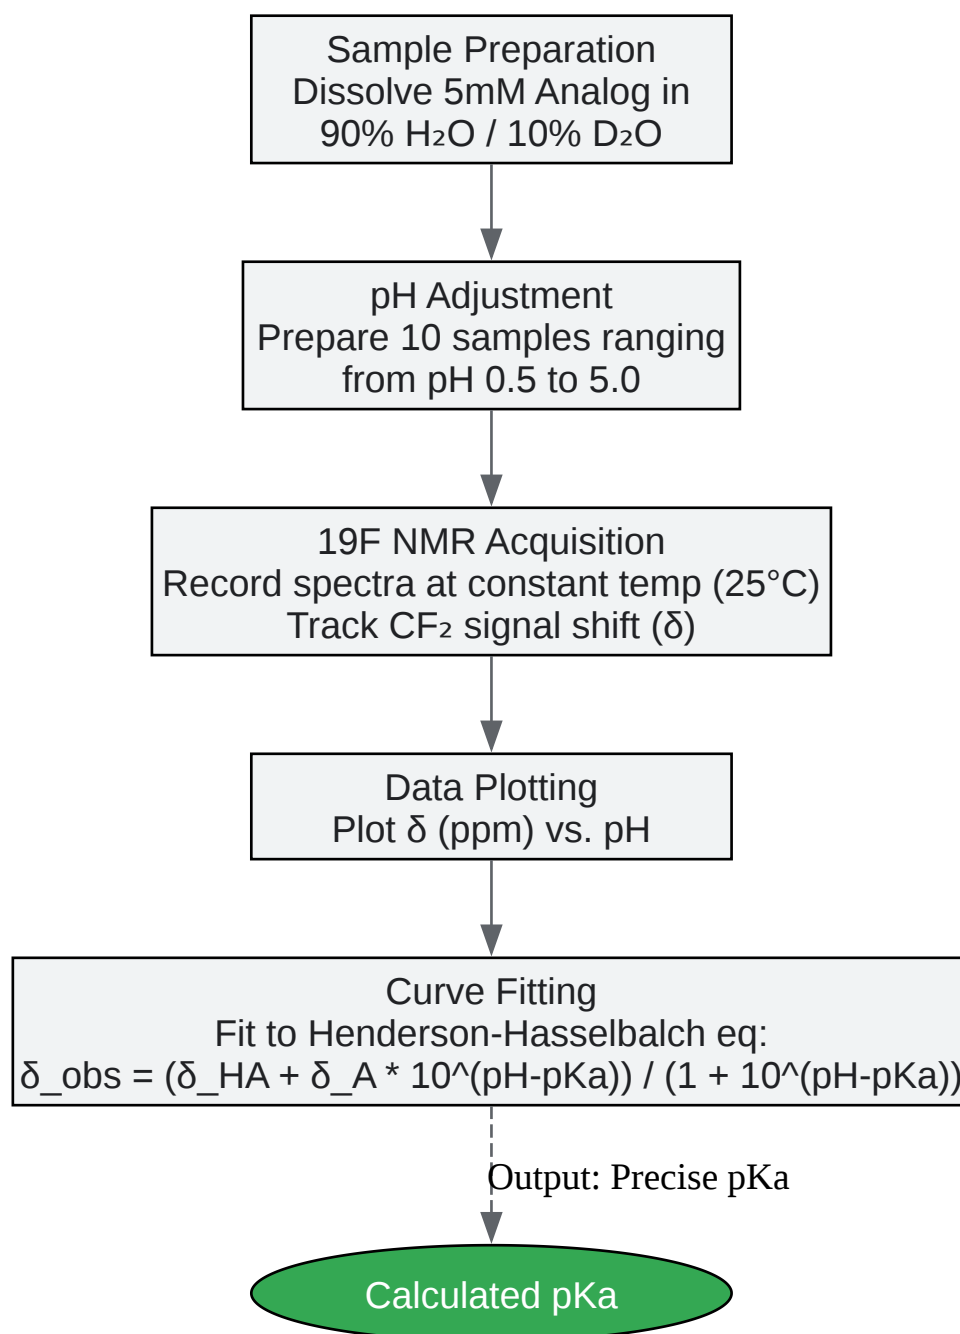 Sample Preparation
Dissolve 5mM Analog in
90% H₂O / 10% D₂O
pH Adjustment
Prepare 10 samples ranging
from pH 0.5 to 5.0
19F NMR Acquisition
Record spectra at constant temp (25°C)
Track CF₂ signal shift (δ)
Data Plotting
Plot δ (ppm) vs. pH
Curve Fitting
Fit to Henderson-Hasselbalch eq:
δ_obs = (δ_HA + δ_A * 10^(pH-pKa)) / (1 + 10^(pH-pKa))
Output: Precise pKa
Calculated pKa